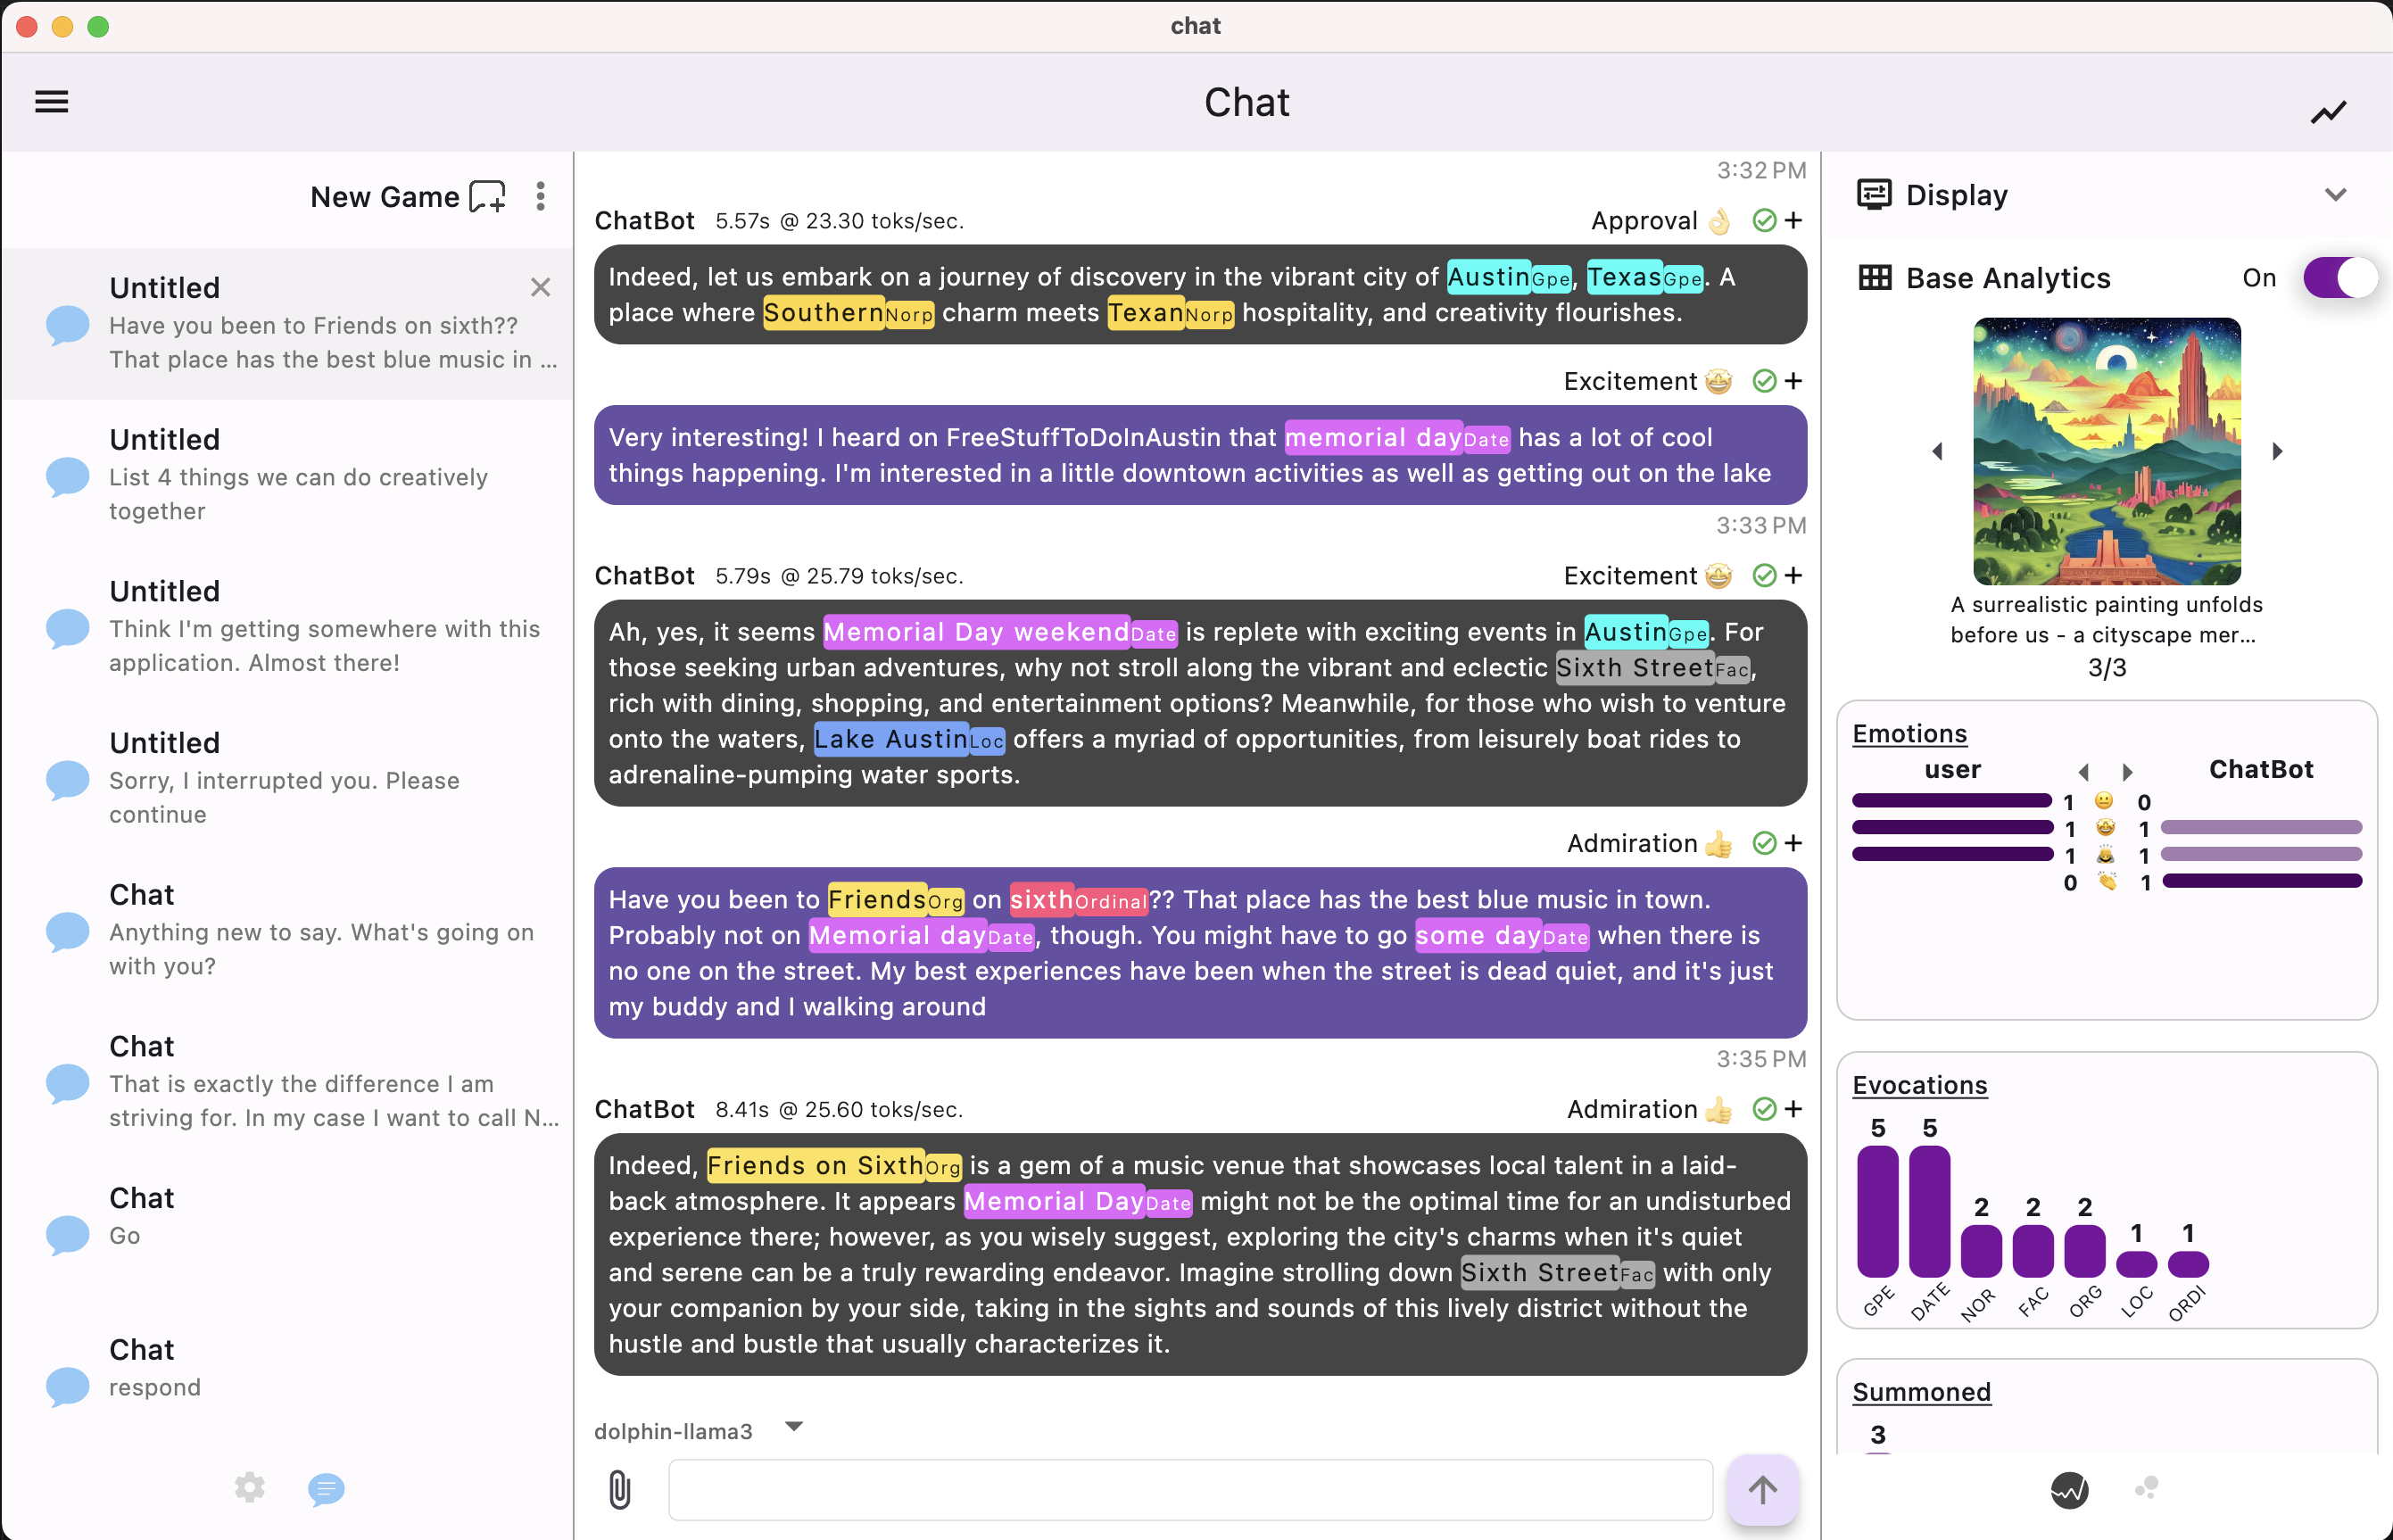 chat
Chat
New Game
Untitled
Have you been to Friends on sixth??
That place has the best blue music in ...
Untitled
List 4 things we can do creatively
together
Untitled
Think I'm getting somewhere with this
application. Almost there!
Untitled
Sorry, I interrupted you. Please
continue
Chat
Anything new to say. What's going on
with you?
Chat
That is exactly the difference I am
striving for. In my case I want to call N...
Chat
Go
Chat
respond
3:32 PM
ChatBot 5.57s @ 23.30 toks/sec. Approval
Indeed, let us embark on a journey of discovery in the vibrant city of AustinGpe, TexasGpe. A
place where SouthernNorp charm meets TexanNorp hospitality, and creativity flourishes.
Excitement
Very interesting! I heard on FreeStuffToDoInAustin that memorial dayDate has a lot of cool
things happening. I'm interested in a little downtown activities as well as getting out on the lake
3:33 PM
ChatBot 5.79s @ 25.79 toks/sec. Excitement
Ah, yes, it seems Memorial Day weekendDate is replete with exciting events in AustinGpe. For
those seeking urban adventures, why not stroll along the vibrant and eclectic Sixth StreetFac,
rich with dining, shopping, and entertainment options? Meanwhile, for those who wish to venture
onto the waters, Lake AustinLoc offers a myriad of opportunities, from leisurely boat rides to
adrenaline-pumping water sports.
Admiration
Have you been to FriendsOrg on sixthOrdinal?? That place has the best blue music in town.
Probably not on Memorial dayDate, though. You might have to go some dayDate when there is
no one on the street. My best experiences have been when the street is dead quiet, and it's just
my buddy and I walking around
3:35 PM
ChatBot 8.41s @ 25.60 toks/sec. Admiration
Indeed, Friends on SixthOrg is a gem of a music venue that showcases local talent in a laid-
back atmosphere. It appears Memorial DayDate might not be the optimal time for an undisturbed
experience there; however, as you wisely suggest, exploring the city's charms when it's quiet
and serene can be a truly rewarding endeavor. Imagine strolling down Sixth StreetFac with only
your companion by your side, taking in the sights and sounds of this lively district without the
hustle and bustle that usually characterizes it.
dolphin-llama3
Display
Base Analytics On
A surrealistic painting unfolds
before us - a cityscape mer...
3/3
Emotions
user ChatBot
1 0
1 1
1 1
0 1
Evocations
5 5 2 2 2 1 1
GPE DATE NOR FAC ORG LOC ORDI
Summoned
3